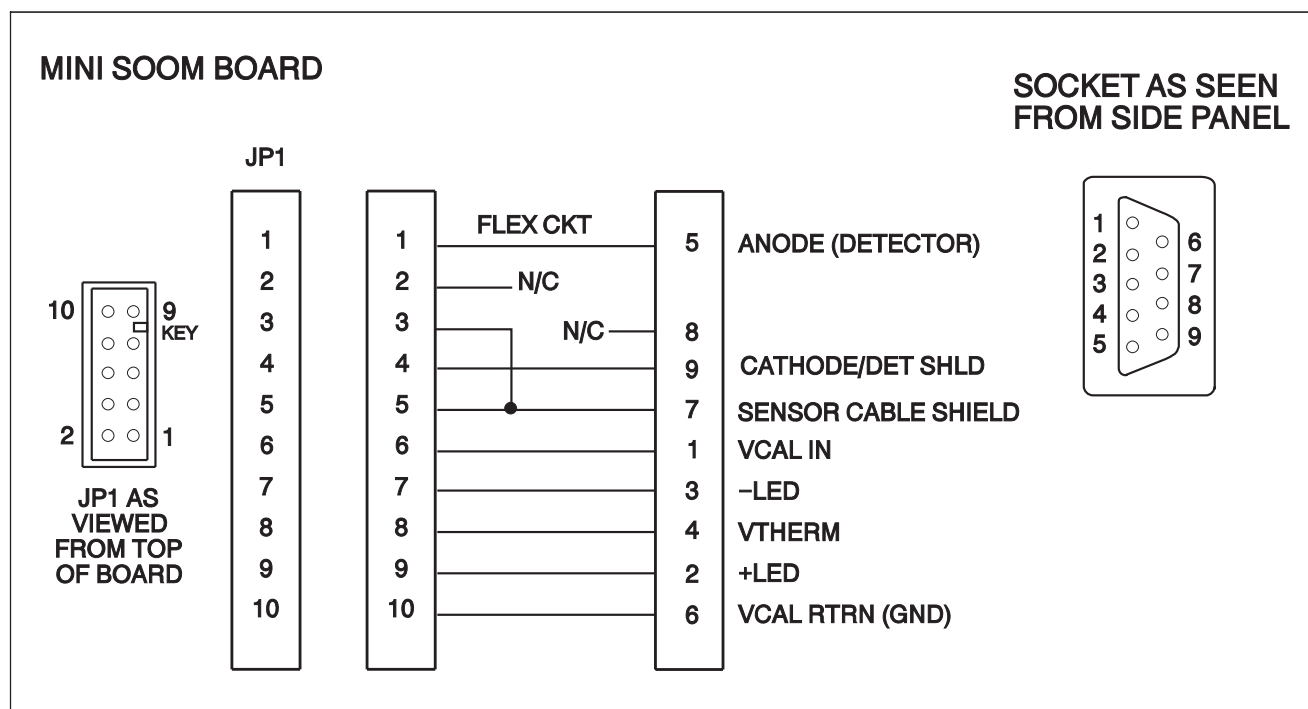 MINI SOOM BOARD
SOCKET AS SEEN
FROM SIDE PANEL
JP1
1 1 FLEX CKT 5 ANODE (DETECTOR)
2 2 N/C
3 3 N/C 8
4 4 9 CATHODE/DET SHLD
5 5 7 SENSOR CABLE SHIELD
6 6 1 VCAL IN
7 7 3 –LED
8 8 4 VTHERM
9 9 2 +LED
10 10 6 VCAL RTRN (GND)
10 9
KEY
2 1
JP1 AS
VIEWED
FROM TOP
OF BOARD
1
6
2
7
3
8
4
9
5